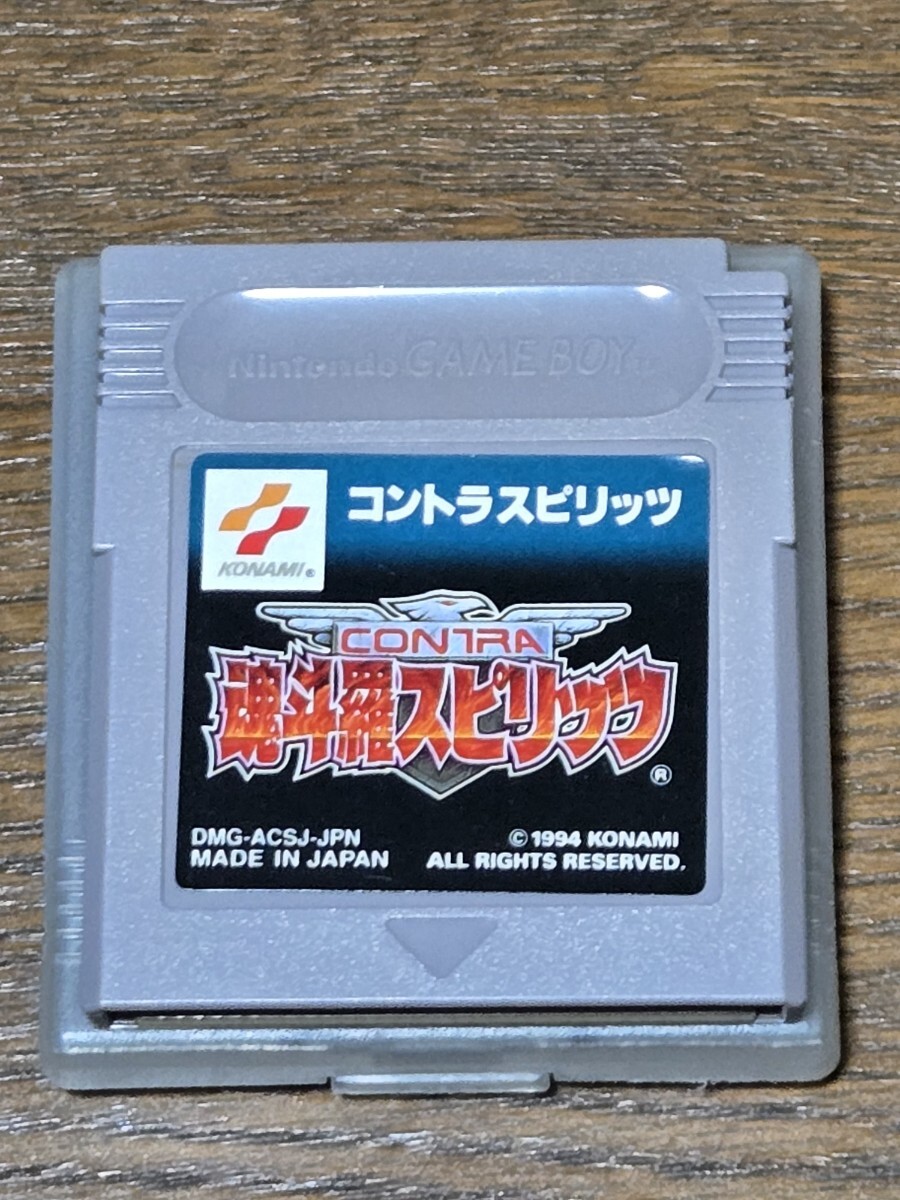 Nintendo GAME BOY TM
KONAMI®
コントラスピリッツ
CONTRA
魂斗羅スピリッツ
®
DMG-ACSJ-JPN
MADE IN JAPAN
© 1994 KONAMI
ALL RIGHTS RESERVED.